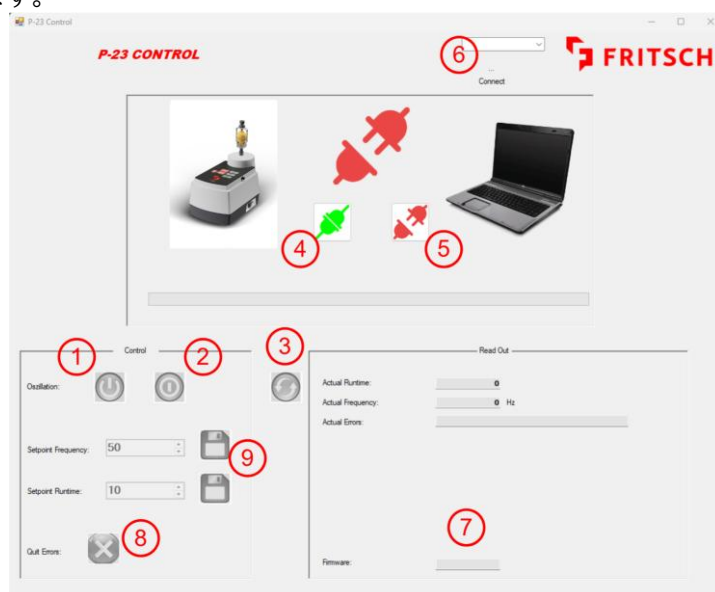 す。
P-23 Control
P-23 CONTROL
6
FRITSCH
...
Connect
4
5
1
Control
2
3
Read Out
Oszillation:
Actual Runtime:
0
Actual Frequency:
0 Hz
Actual Errors:
Setpoint Frequency:
50
9
Setpoint Runtime:
10
7
8
Quit Errors:
Firmware: